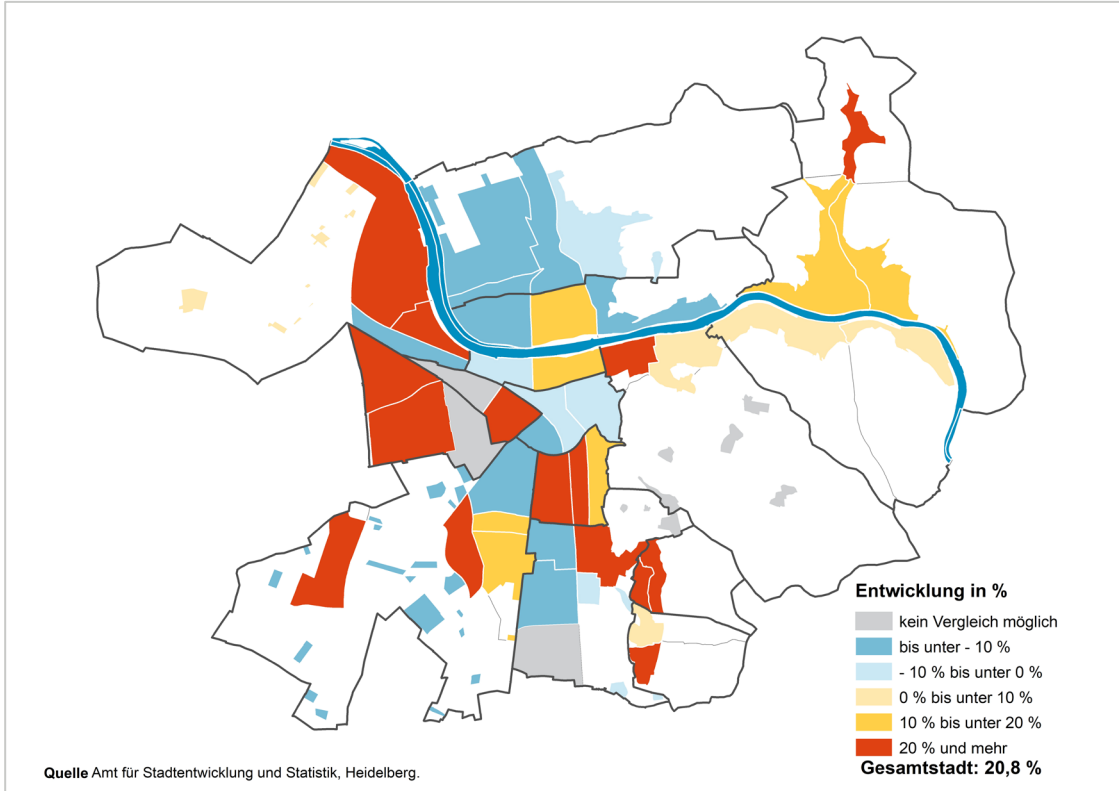 Entwicklung in %
kein Vergleich möglich
bis unter - 10 %
- 10 % bis unter 0 %
0 % bis unter 10 %
10 % bis unter 20 %
20 % und mehr
Gesamtstadt: 20,8 %
Quelle Amt für Stadtentwicklung und Statistik, Heidelberg.